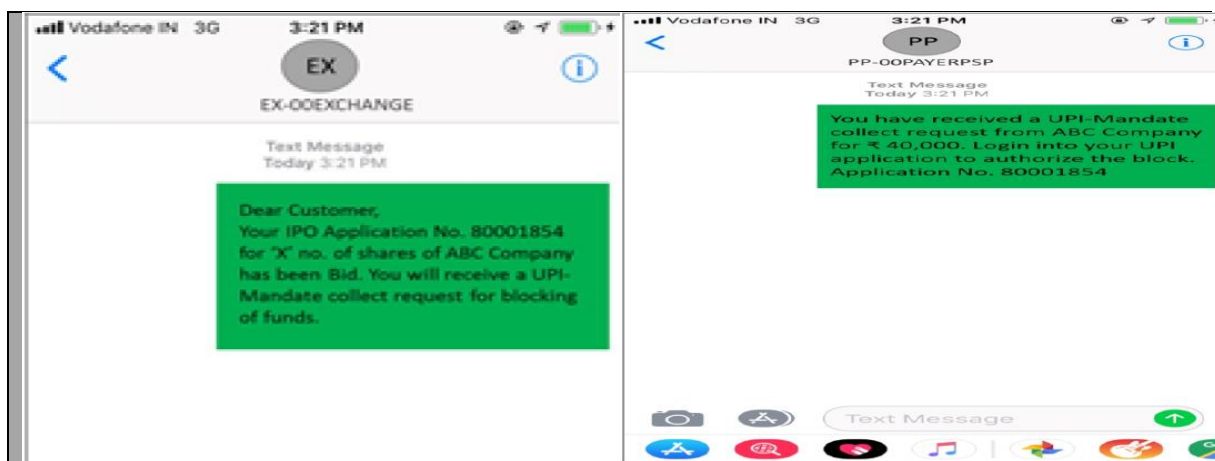 Vodafone IN 3G 3:21 PM
EX
EX-00EXCHANGE
Text Message
Today 3:21 PM
Dear Customer,
Your IPO Application No. 80001854
for 'X' no. of shares of ABC Company
has been Bid. You will receive a UPI-
Mandate collect request for blocking
of funds.
Vodafone IN 3G 3:21 PM
PP
PP-00PAYERPSP
Text Message
Today 3:21 PM
You have received a UPI-Mandate
collect request from ABC Company
for ₹ 40,000. Login into your UPI
application to authorize the block.
Application No. 80001854
Text Message